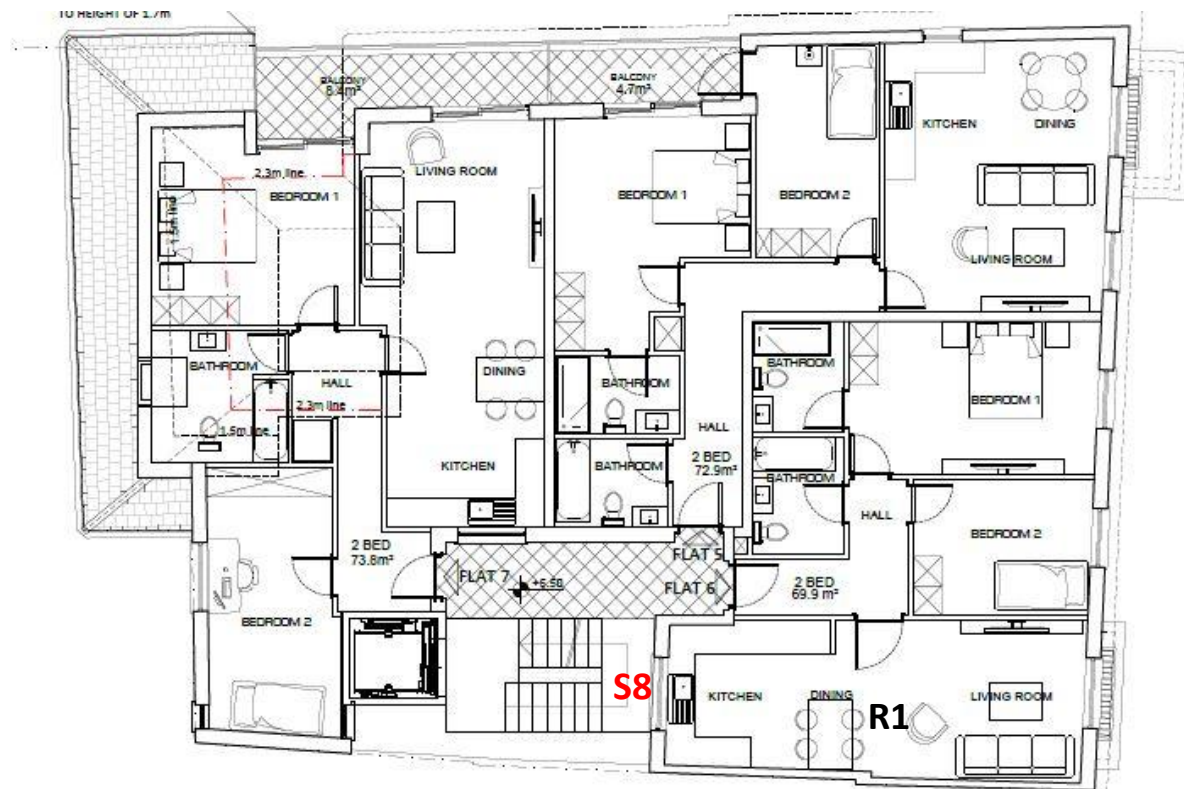 TO HEIGHT OF 1.7m
BALCONY
8.4m²
BALCONY
4.7m²
KITCHEN
DINING
2.3m line
LIVING ROOM
BEDROOM 1
BEDROOM 1
BEDROOM 2
1.5m line
LIVING ROOM
BATHROOM
HALL
DINING
BATHROOM
BATHROOM
2.3m line
BEDROOM 1
1.5m line
HALL
KITCHEN
BATHROOM
2 BED
72.9m²
BATHROOM
HALL
2 BED
73.8m²
FLAT 5
BEDROOM 2
FLAT 7
+6.50
FLAT 6
2 BED
69.9 m²
BEDROOM 2
S8
KITCHEN
DINING
R1
LIVING ROOM